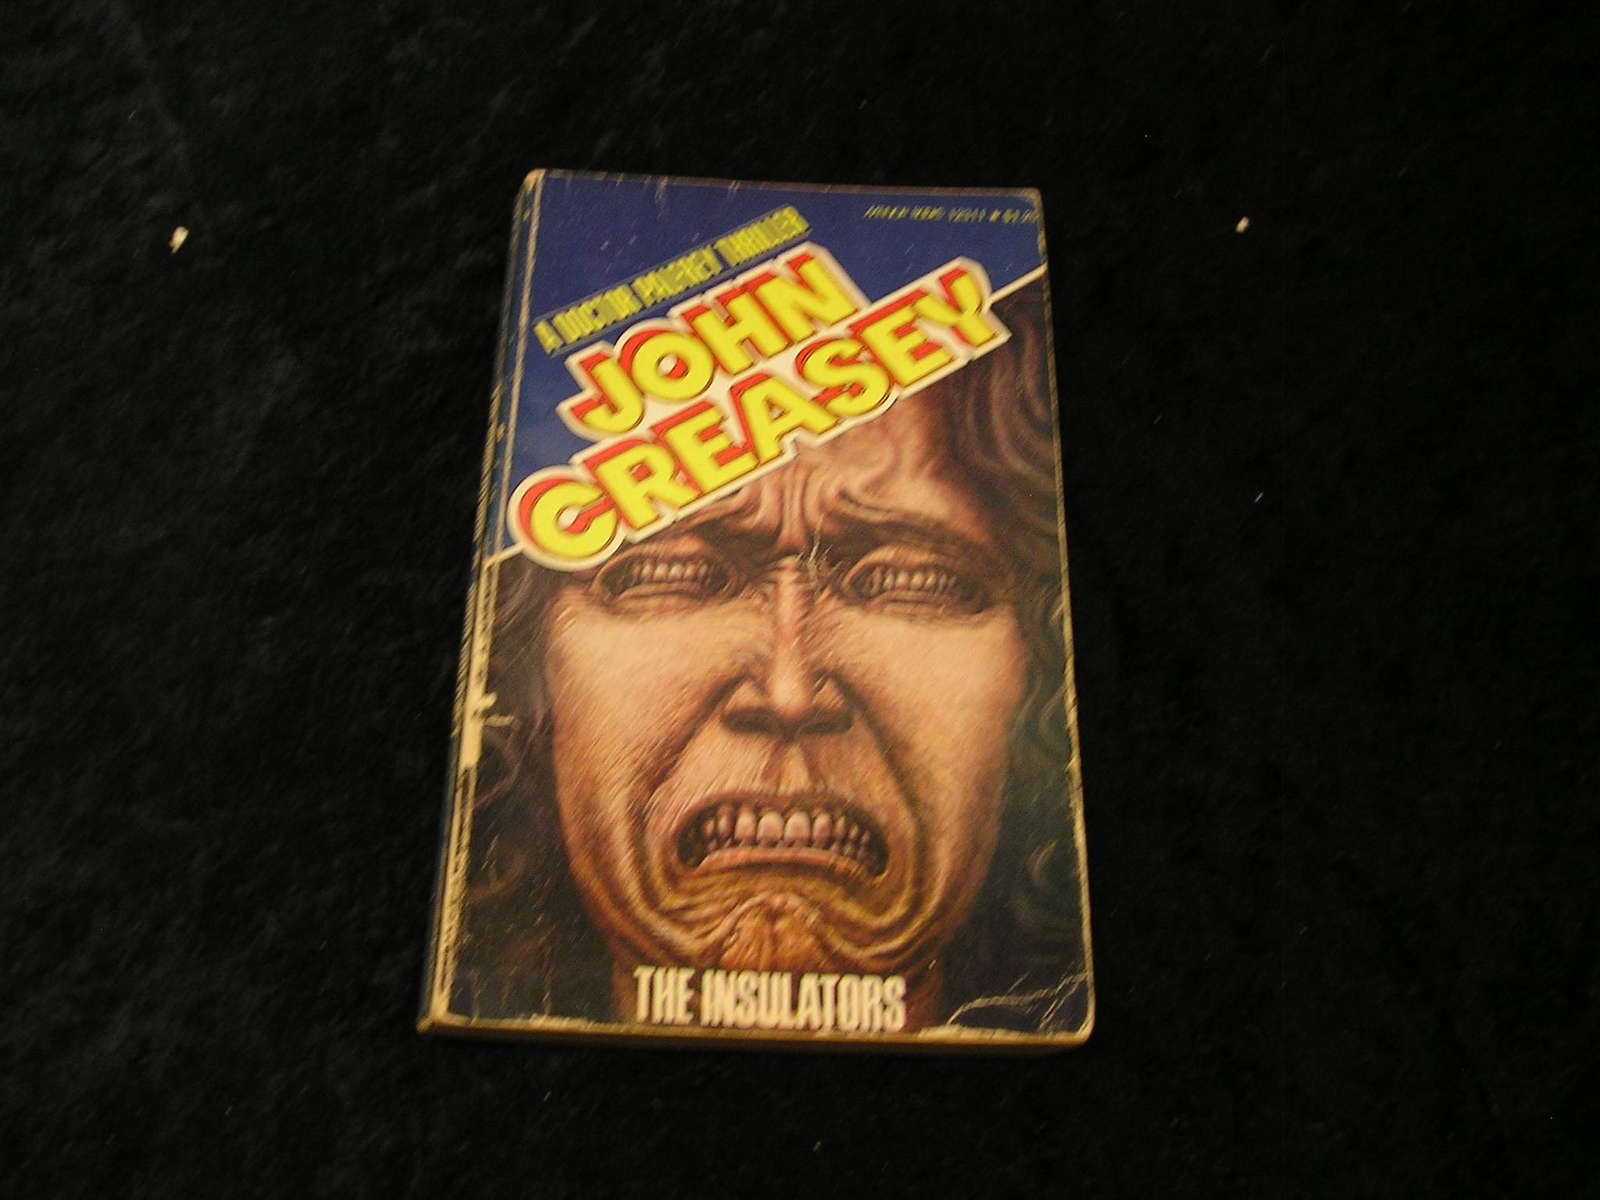 A DOCTOR PALFREY THRILLER
JOHN
CREASEY
THE INSULATORS